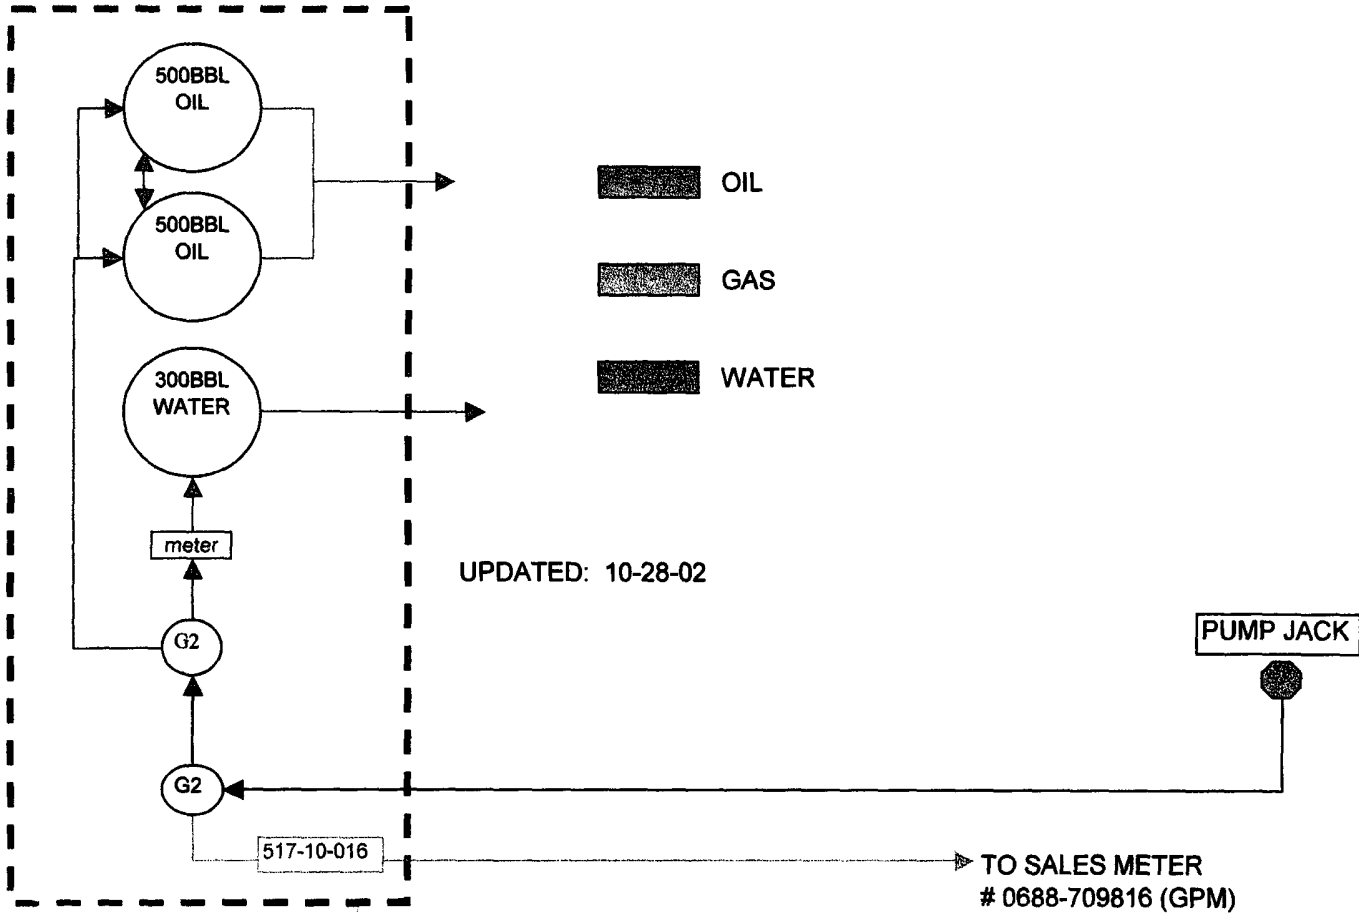 500BBL
OIL
500BBL
OIL
300BBL
WATER
meter
G2
G2
517-10-016
OIL
GAS
WATER
UPDATED: 10-28-02
PUMP JACK
TO SALES METER
# 0688-709816 (GPM)